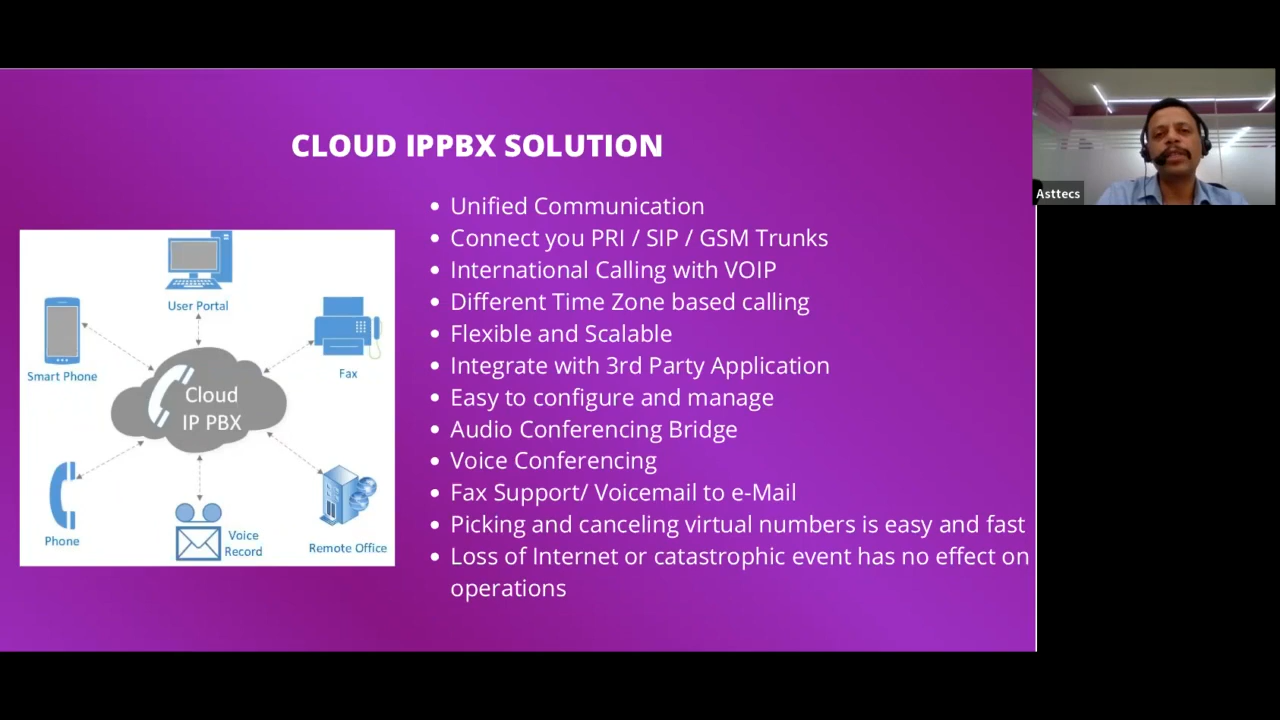 CLOUD IPPBX SOLUTION
Asttecs
• Unified Communication
• Connect you PRI / SIP / GSM Trunks
• International Calling with VOIP
• Different Time Zone based calling
• Flexible and Scalable
• Integrate with 3rd Party Application
• Easy to configure and manage
• Audio Conferencing Bridge
• Voice Conferencing
• Fax Support/ Voicemail to e-Mail
• Picking and canceling virtual numbers is easy and fast
• Loss of Internet or catastrophic event has no effect on
operations
User Portal
Smart Phone
Fax
Cloud
IP PBX
Phone
Voice
Record
Remote Office